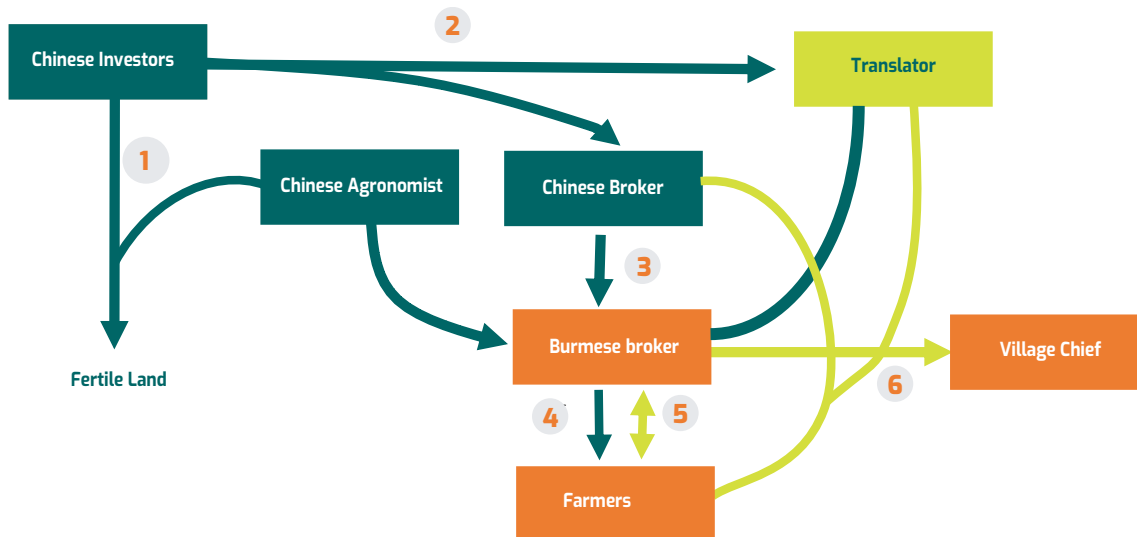 2
Chinese Investors
Translator
1
Chinese Agronomist
Chinese Broker
3
Burmese broker
Village Chief
Fertile Land
6
4
5
Farmers